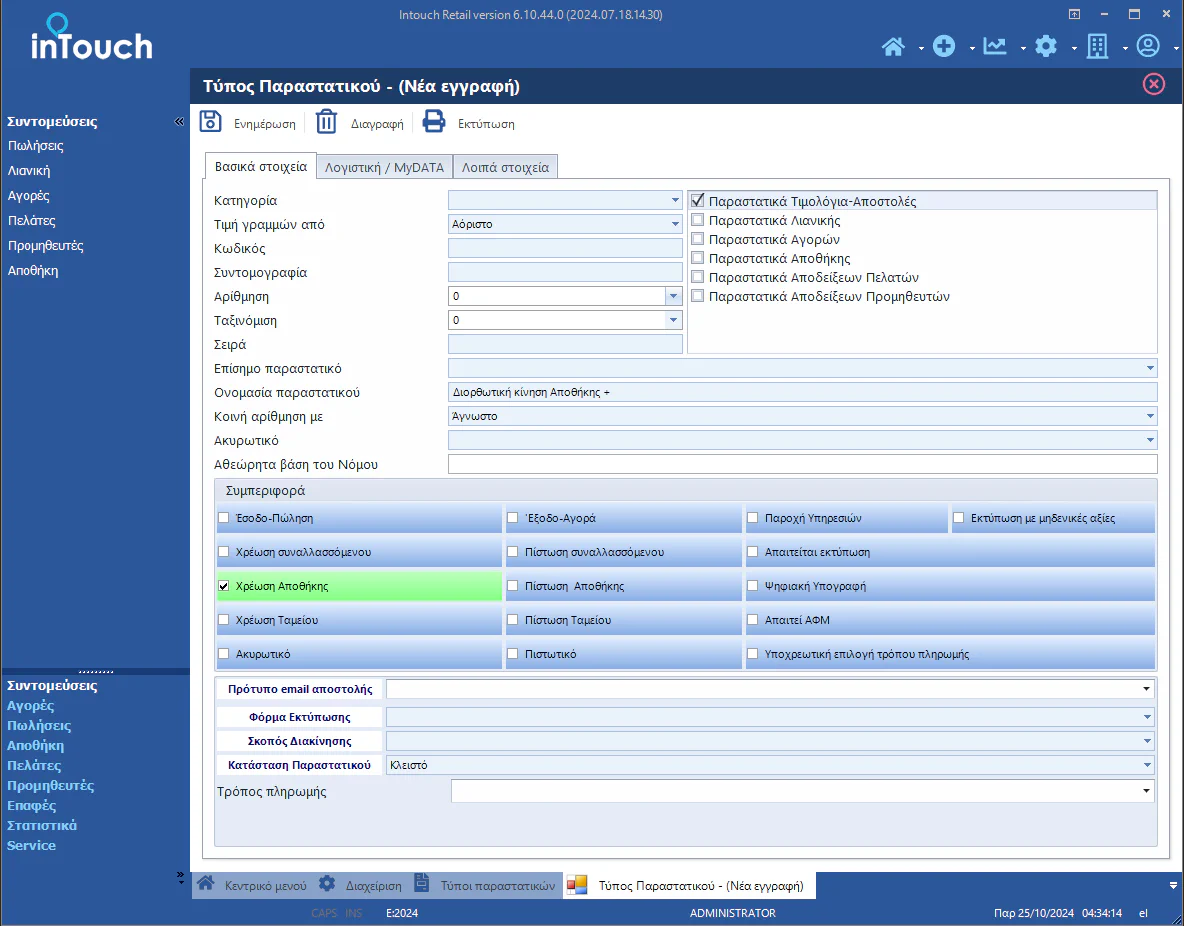 Intouch Retail version 6.10.44.0 (2024.07.18.14.30)
inTouch
Τύπος Παραστατικού - (Νέα εγγραφή)
Συντομεύσεις «
Πωλήσεις
Λιανική
Αγορές
Πελάτες
Προμηθευτές
Αποθήκη
Ενημέρωση Διαγραφή Εκτύπωση
Βασικά στοιχεία Λογιστική / MyDATA Λοιπά στοιχεία
Κατηγορία
Τιμή γραμμών από Αόριστο
Κωδικός
Συντομογραφία
Αρίθμηση 0
Ταξινόμιση 0
Σειρά
Παραστατικά Τιμολόγια-Αποστολές
Παραστατικά Λιανικής
Παραστατικά Αγορών
Παραστατικά Αποθήκης
Παραστατικά Αποδείξεων Πελατών
Παραστατικά Αποδείξεων Προμηθευτών
Επίσημο παραστατικό
Ονομασία παραστατικού Διορθωτική κίνηση Αποθήκης +
Κοινή αρίθμηση με Άγνωστο
Ακυρωτικό
Αθεώρητα βάση του Νόμου
Συμπεριφορά
Έσοδο-Πώληση Έξοδο-Αγορά Παροχή Υπηρεσιών Εκτύπωση με μηδενικές αξίες
Χρέωση συναλλασσόμενου Πίστωση συναλλασσόμενου Απαιτείται εκτύπωση
Χρέωση Αποθήκης Πίστωση Αποθήκης Ψηφιακή Υπογραφή
Χρέωση Ταμείου Πίστωση Ταμείου Απαιτεί ΑΦΜ
Ακυρωτικό Πιστωτικό Υποχρεωτική επιλογή τρόπου πληρωμής
Πρότυπο email αποστολής
Φόρμα Εκτύπωσης
Σκοπός Διακίνησης
Κατάσταση Παραστατικού Κλειστό
Τρόπος πληρωμής
Συντομεύσεις
Αγορές
Πωλήσεις
Αποθήκη
Πελάτες
Προμηθευτές
Επαφές
Στατιστικά
Service
Κεντρικό μενού Διαχείριση Τύποι παραστατικών Τύπος Παραστατικού - (Νέα εγγραφή)
CAPS INS E:2024 ADMINISTRATOR Παρ 25/10/2024 04:34:14 el